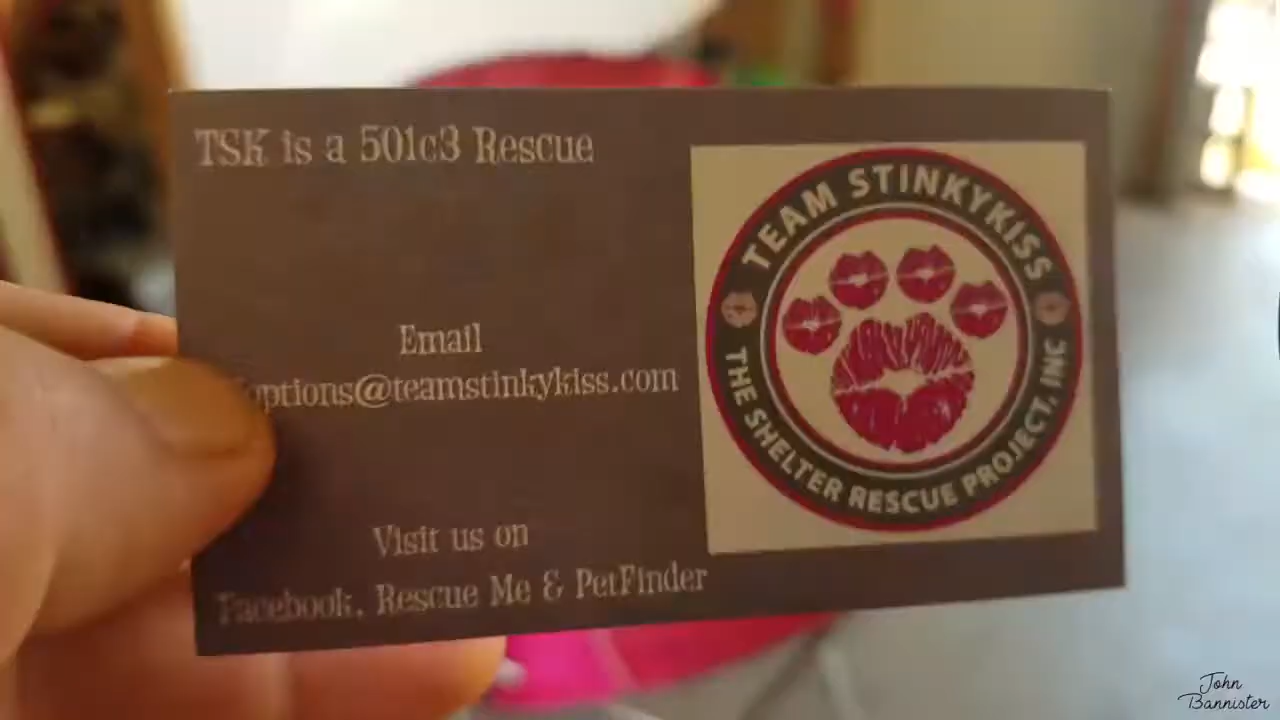 TSK is a 501c3 Rescue
TEAM STINKYKISS
THE SHELTER RESCUE PROJECT, INC
Email
options@teamstinkykiss.com
Visit us on
Facebook, Rescue Me & PetFinder
John
Bannister